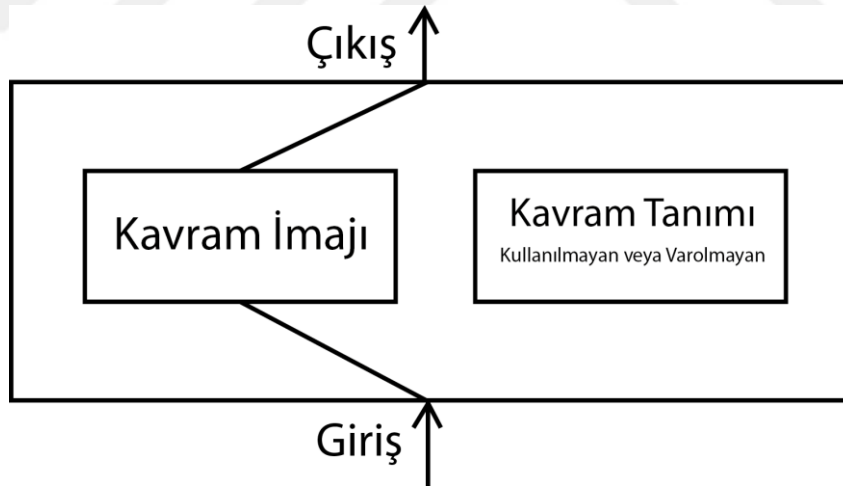 Çıkış
Kavram İmajı
Kavram Tanımı
Kullanılmayan veya Varolmayan
Giriş